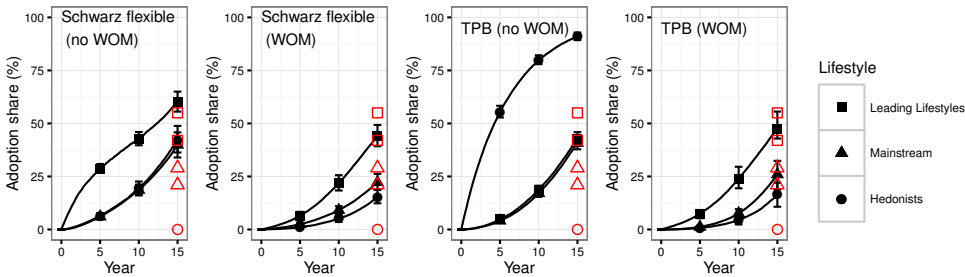 Schwarz flexible
(no WOM)
100
75
50
25
0
0 5 10 15
Year
Adoption share (%)
Schwarz flexible
(WOM)
100
75
50
25
0
0 5 10 15
Year
Adoption share (%)
TPB (no WOM)
100
75
50
25
0
0 5 10 15
Year
Adoption share (%)
TPB (WOM)
100
75
50
25
0
0 5 10 15
Year
Adoption share (%)
Lifestyle
Leading Lifestyles
Mainstream
Hedonists